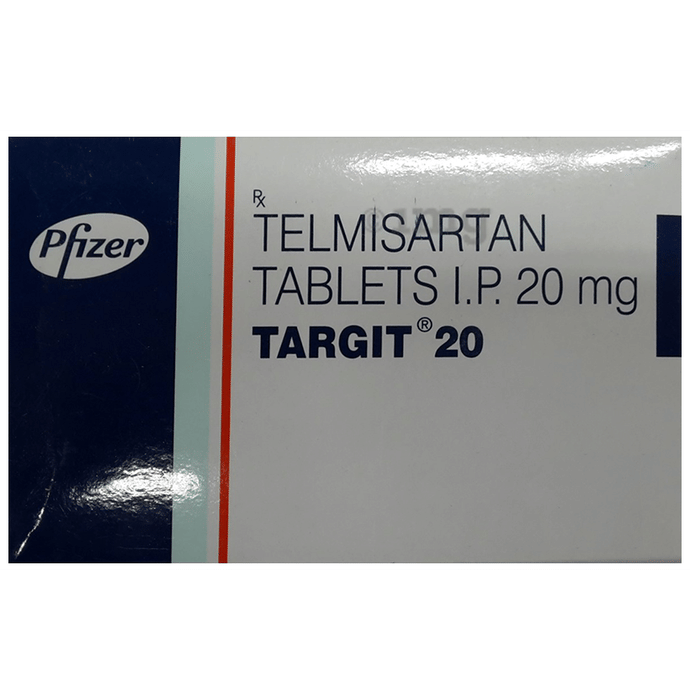 Pfizer
Rx
TELMISARTAN
TABLETS I.P. 20 mg
TARGIT® 20